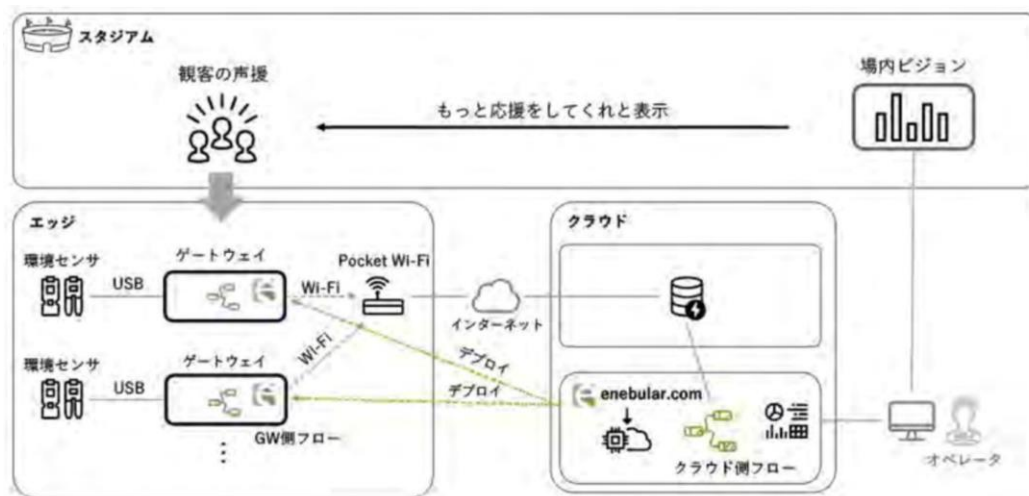 スタジアム
観客の声援
場内ビジョン
もっと応援をしてくれと表示
エッジ
環境センサ
USB
ゲートウェイ
Wi-Fi
Pocket Wi-Fi
Wi-Fi
インターネット
環境センサ
USB
ゲートウェイ
GW側フロー
デプロイ
デプロイ
クラウド
enebular.com
クラウド側フロー
オペレータ